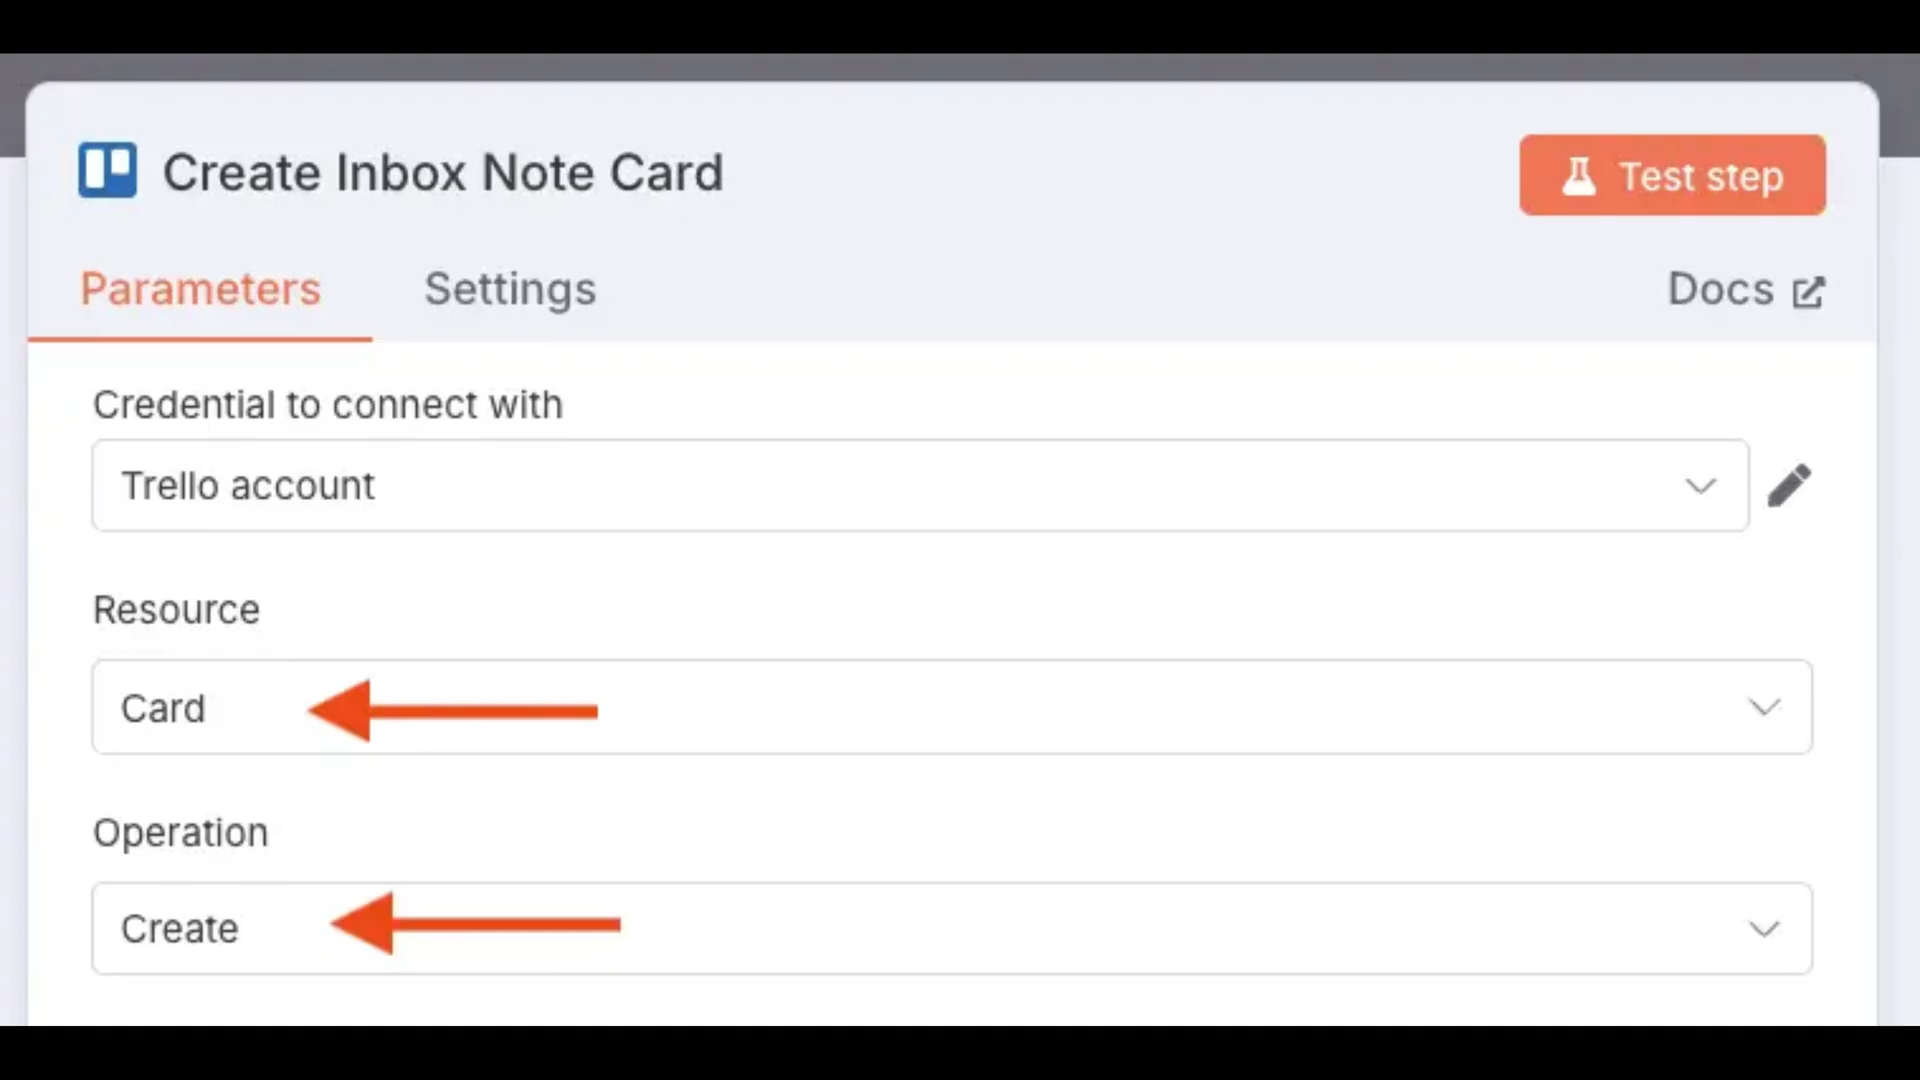 Create Inbox Note Card
Test step
Parameters
Settings
Docs
Credential to connect with
Trello account
Resource
Card
Operation
Create